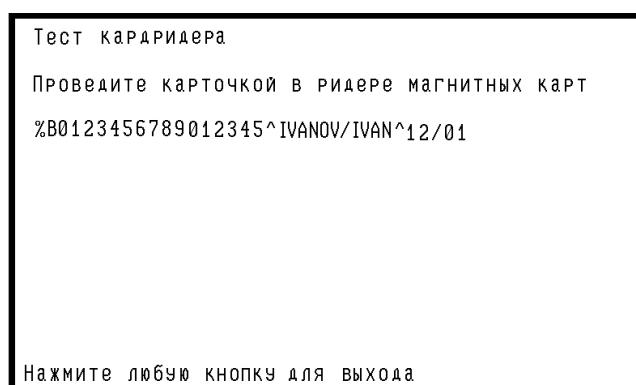 Тест кардридера
Проведите карточкой в ридере магнитных карт
%B0123456789012345^IVANOV/IVAN^12/01
Нажмите любую кнопку для выхода